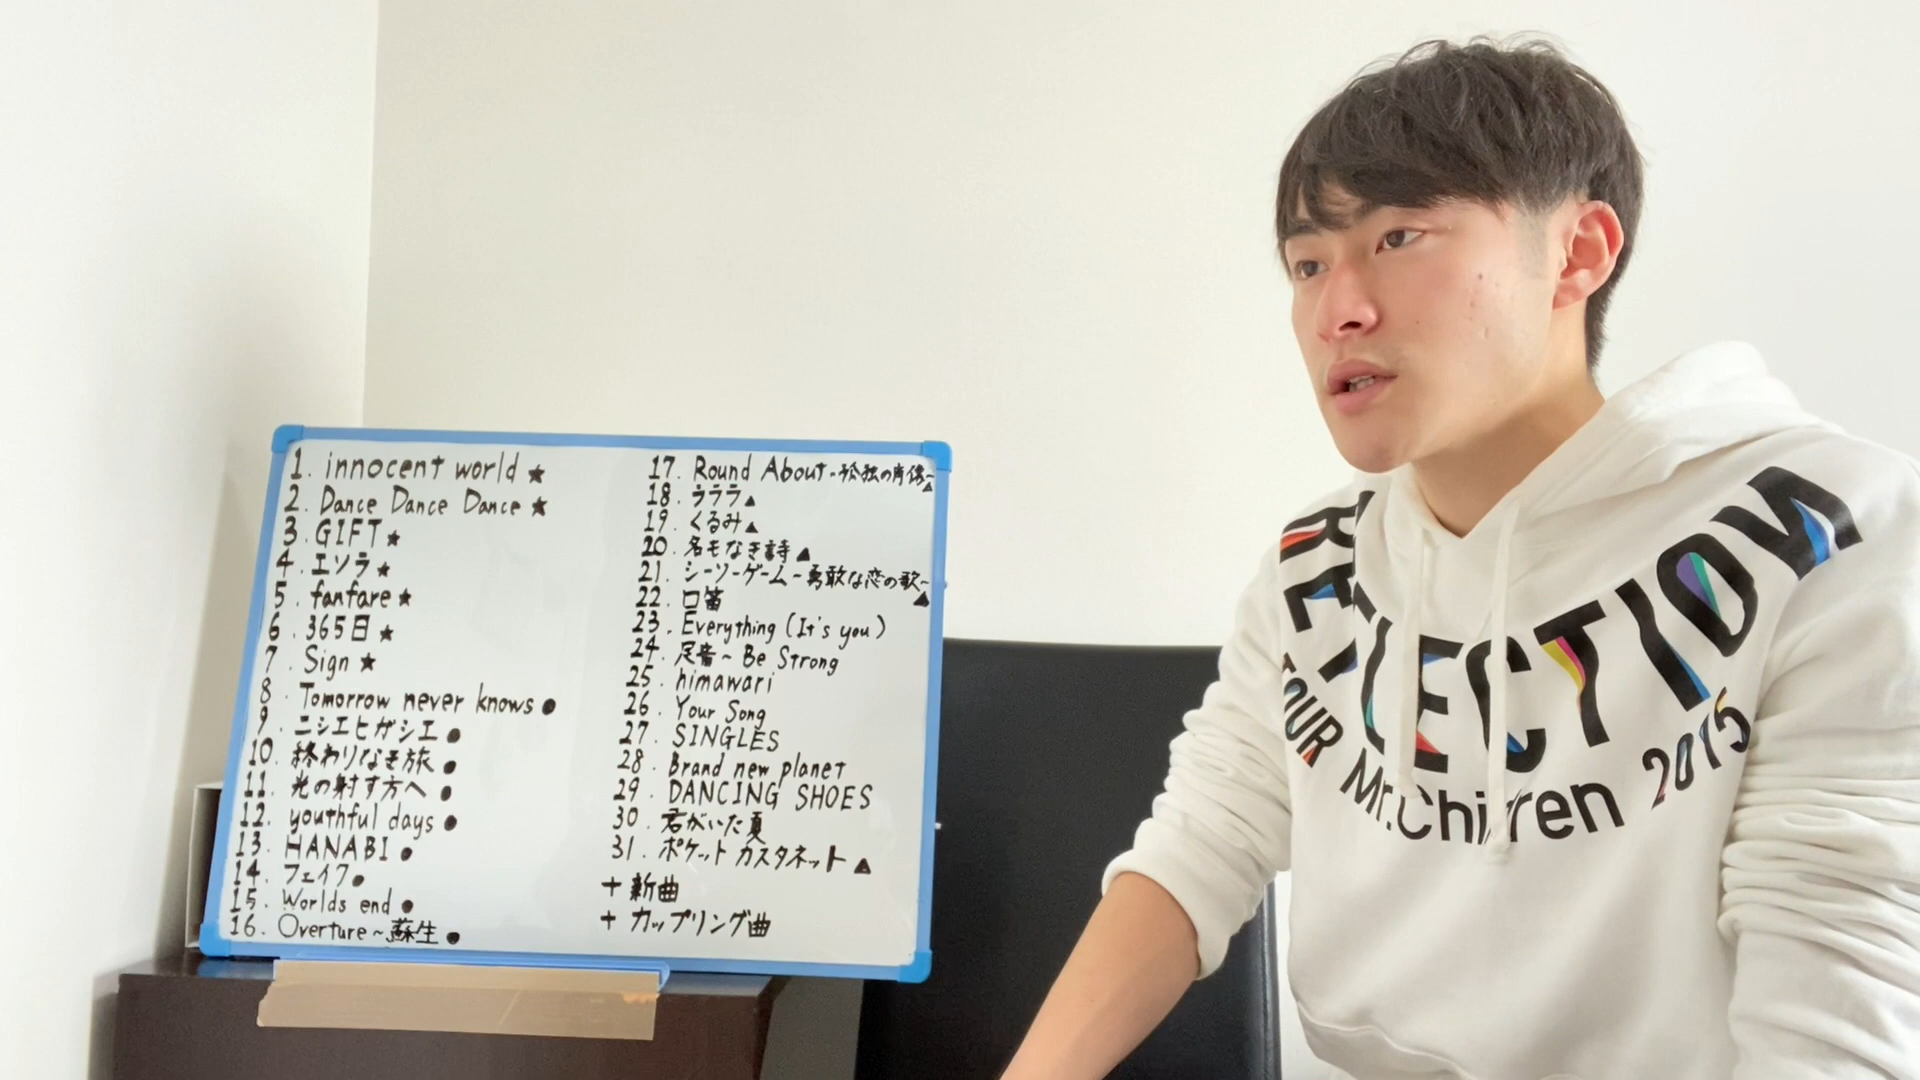 1. innocent world ★
2. Dance Dance Dance ★
3. GIFT ★
4. エソラ ★
5. fanfare ★
6. 365日 ★
7. Sign ★
8. Tomorrow never knows ●
9. ニシエヒガシエ ●
10. 終わりなき旅 ●
11. 光の射す方へ ●
12. youthful days ●
13. HANABI ●
14. フェイク ●
15. Worlds end ●
16. Overture~蘇生 ●
17. Round About-孤独の肖像~ ▲
18. ラララ ▲
19. くるみ ▲
20. 名もなき詩 ▲
21. シーソーゲーム~勇敢な恋の歌~ ▲
22. 口笛
23. Everything (It's you)
24. 足音~Be Strong
25. himawari
26. Your Song
27. SINGLES
28. Brand new planet
29. DANCING SHOES
30. 君がいた夏
31. ポケットカスタネット ▲
+ 新曲
+ カップリング曲
REFLECTION
TOUR Mr.Children 2015